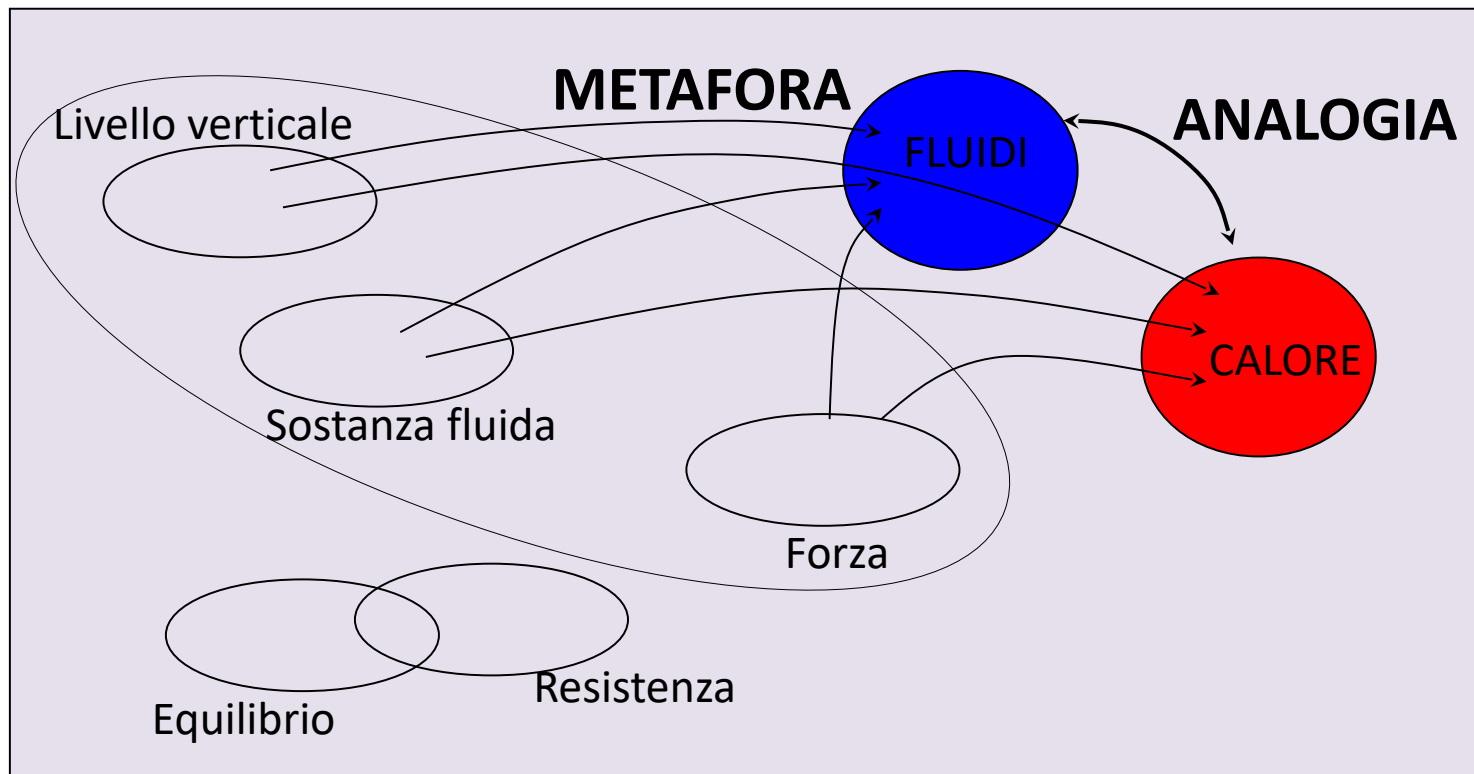 METAFORA
ANALOGIA
Livello verticale
FLUIDI
CALORE
Sostanza fluida
Forza
Resistenza
Equilibrio